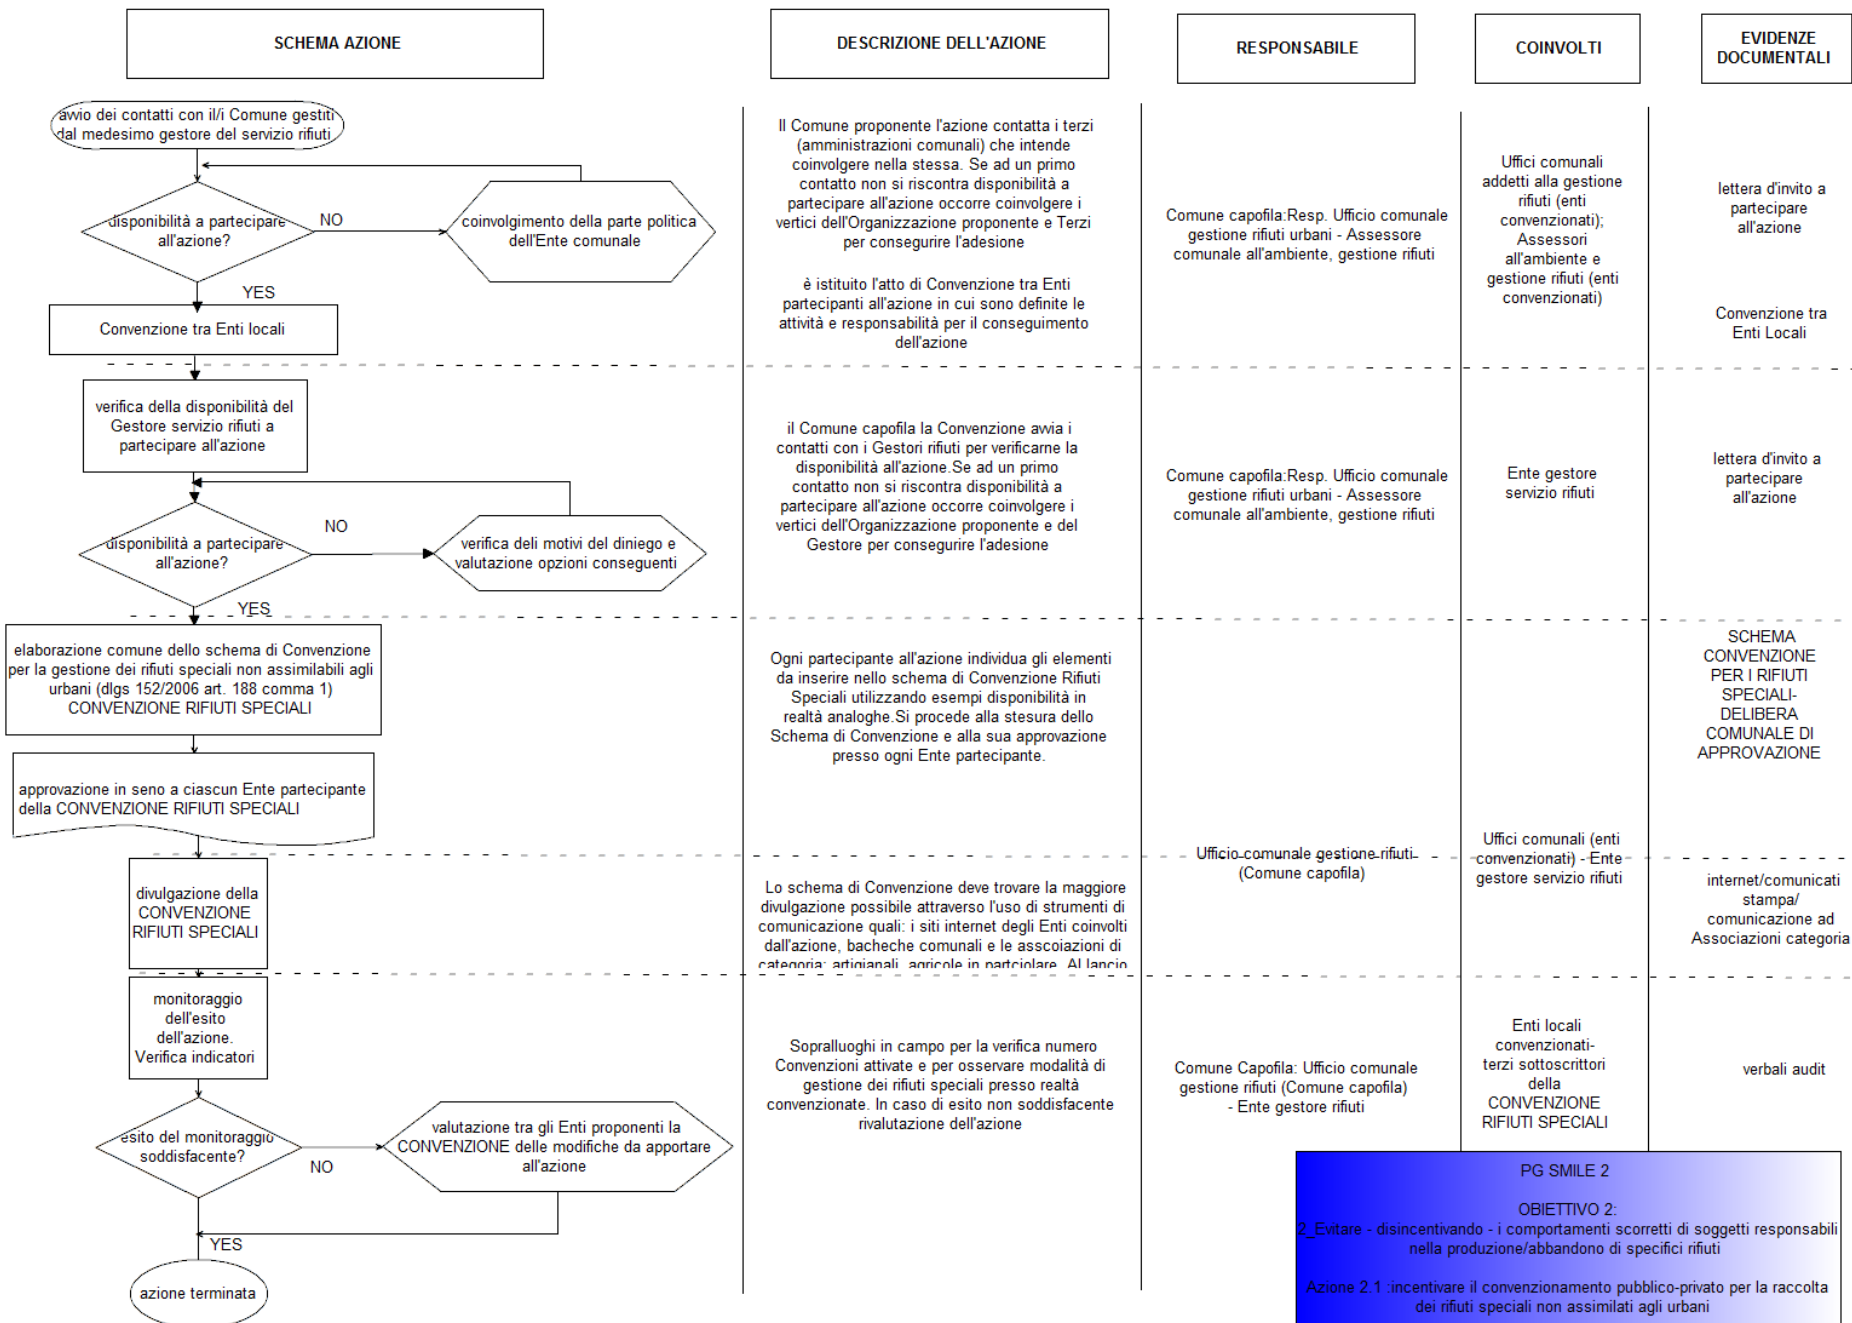 SCHEMA AZIONE
DESCRIZIONE DELL'AZIONE
RESPONSABILE
COINVOLTI
EVIDENZE
DOCUMENTALI
avvio dei contatti con il/i Comune gestiti
dal medesimo gestore del servizio rifiuti
disponibilità a partecipare
all'azione?
NO
coinvolgimento della parte politica
dell'Ente comunale
YES
Convenzione tra Enti locali
Il Comune proponente l'azione contatta i terzi
(amministrazioni comunali) che intende
coinvolgere nella stessa. Se ad un primo
contatto non si riscontra disponibilità a
partecipare all'azione occorre coinvolgere i
vertici dell'Organizzazione proponente e Terzi
per conseguire l'adesione
è istituito l'atto di Convenzione tra Enti
partecipanti all'azione in cui sono definite le
attività e responsabilità per il conseguimento
dell'azione
Comune capofila:Resp. Ufficio comunale
gestione rifiuti urbani - Assessore
comunale all'ambiente, gestione rifiuti
Uffici comunali
addetti alla gestione
rifiuti (enti
convenzionati);
Assessori
all'ambiente e
gestione rifiuti (enti
convenzionati)
lettera d'invito a
partecipare
all'azione
Convenzione tra
Enti Locali
verifica della disponibilità del
Gestore servizio rifiuti a
partecipare all'azione
disponibilità a partecipare
all'azione?
NO
verifica deli motivi del diniego e
valutazione opzioni conseguenti
YES
il Comune capofila la Convenzione avvia i
contatti con i Gestori rifiuti per verificarne la
disponibilità all'azione.Se ad un primo
contatto non si riscontra disponibilità a
partecipare all'azione occorre coinvolgere i
vertici dell'Organizzazione proponente e del
Gestore per conseguire l'adesione
Comune capofila:Resp. Ufficio comunale
gestione rifiuti urbani - Assessore
comunale all'ambiente, gestione rifiuti
Ente gestore
servizio rifiuti
lettera d'invito a
partecipare
all'azione
elaborazione comune dello schema di Convenzione
per la gestione dei rifiuti speciali non assimilabili agli
urbani (dlgs 152/2006 art. 188 comma 1)
CONVENZIONE RIFIUTI SPECIALI
approvazione in seno a ciascun Ente partecipante
della CONVENZIONE RIFIUTI SPECIALI
Ogni partecipante all'azione individua gli elementi
da inserire nello schema di Convenzione Rifiuti
Speciali utilizzando esempi disponibilità in
realtà analoghe.Si procede alla stesura dello
Schema di Convenzione e alla sua approvazione
presso ogni Ente partecipante.
SCHEMA
CONVENZIONE
PER I RIFIUTI
SPECIALI-
DELIBERA
COMUNALE DI
APPROVAZIONE
Ufficio comunale gestione rifiuti
(Comune capofila)
Uffici comunali (enti
convenzionati) - Ente
gestore servizio rifiuti
divulgazione della
CONVENZIONE
RIFIUTI SPECIALI
Lo schema di Convenzione deve trovare la maggiore
divulgazione possibile attraverso l'uso di strumenti di
comunicazione quali: i siti internet degli Enti coinvolti
dall'azione, bacheche comunali e le asscoiazioni di
categoria: artigianali, agricole in partciolare. Al lancio
internet/comunicati
stampa/
comunicazione ad
Associazioni categoria
monitoraggio
dell'esito
dell'azione.
Verifica indicatori
esito del monitoraggio
soddisfacente?
NO
valutazione tra gli Enti proponenti la
CONVENZIONE delle modifiche da apportare
all'azione
YES
azione terminata
Sopralluoghi in campo per la verifica numero
Convenzioni attivate e per osservare modalità di
gestione dei rifiuti speciali presso realtà
convenzionate. In caso di esito non soddisfacente
rivalutazione dell'azione
Comune Capofila: Ufficio comunale
gestione rifiuti (Comune capofila)
- Ente gestore rifiuti
Enti locali
convenzionati-
terzi sottoscrittori
della
CONVENZIONE
RIFIUTI SPECIALI
verbali audit
PG SMILE 2
OBIETTIVO 2:
2_Evitare - disincentivando - i comportamenti scorretti di soggetti responsabili
nella produzione/abbandono di specifici rifiuti
Azione 2.1 :incentivare il convenzionamento pubblico-privato per la raccolta
dei rifiuti speciali non assimilati agli urbani